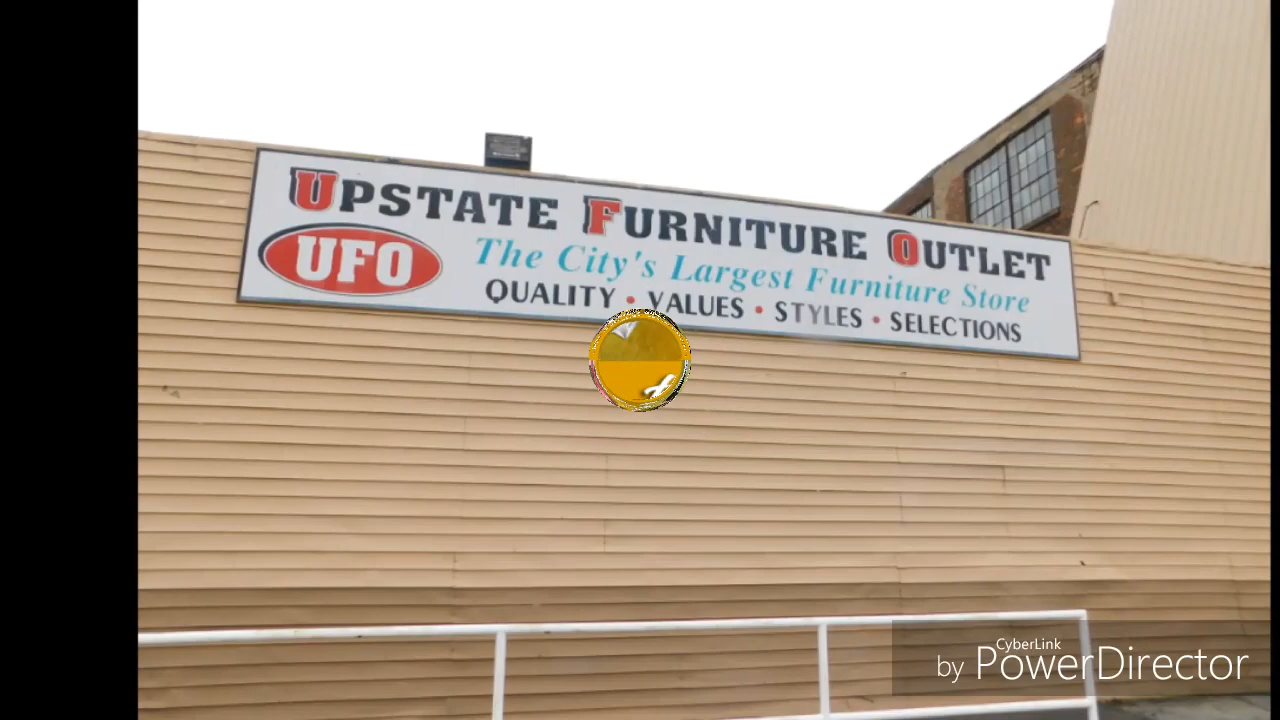 UPSTATE FURNITURE OUTLET
UFO
The City's Largest Furniture Store
QUALITY • VALUES • STYLES • SELECTIONS
CyberLink
by PowerDirector